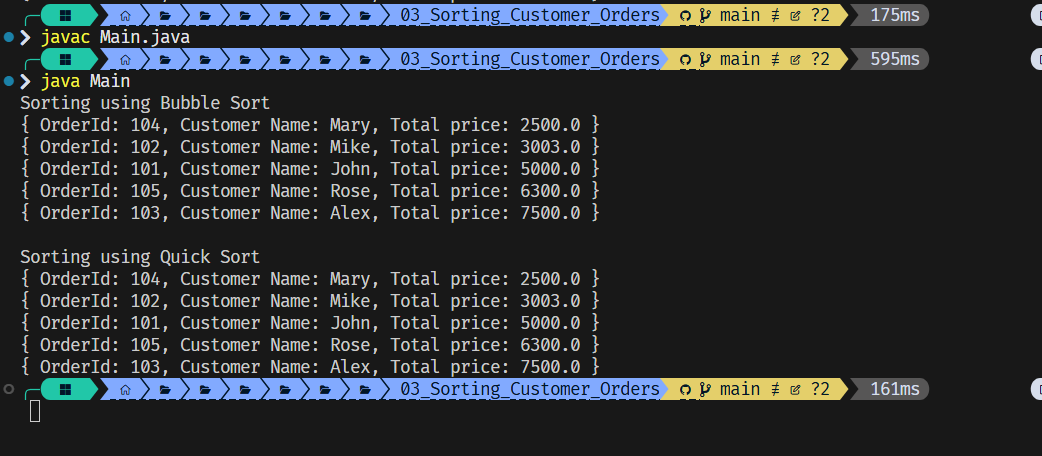 03_Sorting_Customer_Orders main ≢ ?2 175ms
❯ javac Main.java
03_Sorting_Customer_Orders main ≢ ?2 595ms
❯ java Main
Sorting using Bubble Sort
{ OrderId: 104, Customer Name: Mary, Total price: 2500.0 }
{ OrderId: 102, Customer Name: Mike, Total price: 3003.0 }
{ OrderId: 101, Customer Name: John, Total price: 5000.0 }
{ OrderId: 105, Customer Name: Rose, Total price: 6300.0 }
{ OrderId: 103, Customer Name: Alex, Total price: 7500.0 }
Sorting using Quick Sort
{ OrderId: 104, Customer Name: Mary, Total price: 2500.0 }
{ OrderId: 102, Customer Name: Mike, Total price: 3003.0 }
{ OrderId: 101, Customer Name: John, Total price: 5000.0 }
{ OrderId: 105, Customer Name: Rose, Total price: 6300.0 }
{ OrderId: 103, Customer Name: Alex, Total price: 7500.0 }
03_Sorting_Customer_Orders main ≢ ?2 161ms